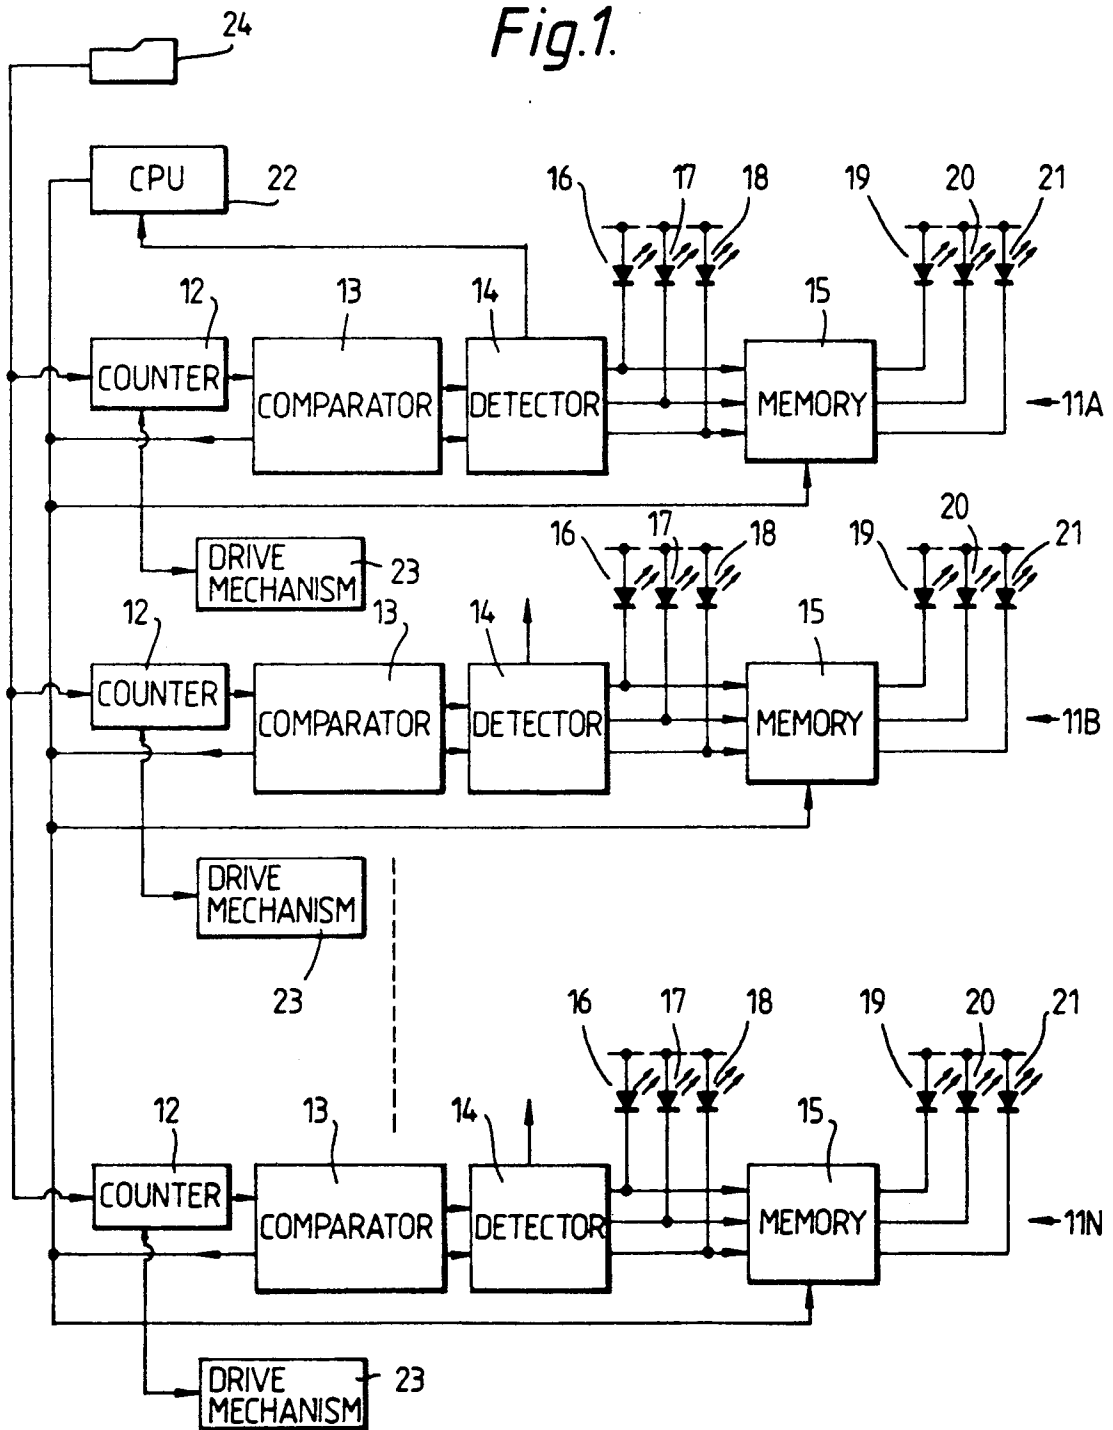 Fig.1.
24
CPU
22
16 17 18 19 20 21
12 13 14 15
COUNTER COMPARATOR DETECTOR MEMORY 11A
DRIVE
MECHANISM 23
16 17 18 19 20 21
12 13 14 15
COUNTER COMPARATOR DETECTOR MEMORY 11B
DRIVE
MECHANISM
23
16 17 18 19 20 21
12 13 14 15
COUNTER COMPARATOR DETECTOR MEMORY 11N
DRIVE
MECHANISM 23